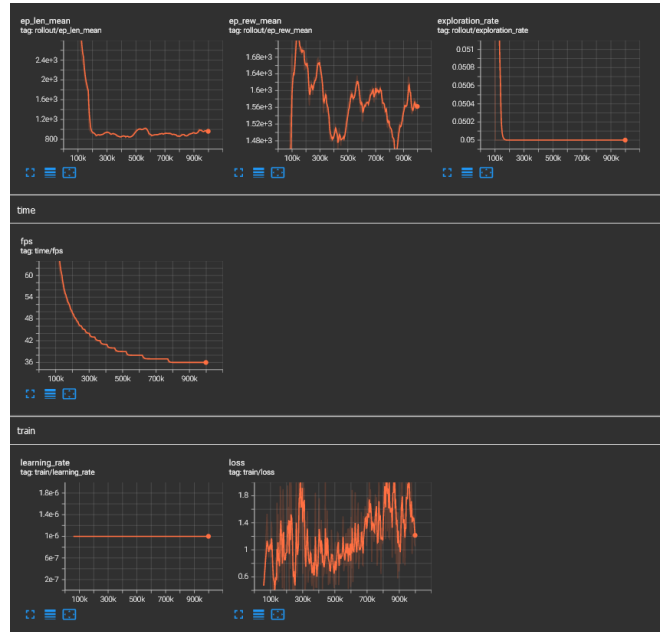 ep_len_mean
tag: rollout/ep_len_mean
2.4e+3
2e+3
1.6e+3
1.2e+3
800
100k 300k 500k 700k 900k
ep_rew_mean
tag: rollout/ep_rew_mean
1.68e+3
1.64e+3
1.6e+3
1.56e+3
1.52e+3
1.48e+3
100k 300k 500k 700k 900k
exploration_rate
tag: rollout/exploration_rate
0.051
0.0508
0.0506
0.0504
0.0502
0.05
100k 300k 500k 700k 900k
time
fps
tag: time/fps
60
54
48
42
36
100k 300k 500k 700k 900k
train
learning_rate
tag: train/learning_rate
1.8e-6
1.4e-6
1e-6
6e-7
2e-7
100k 300k 500k 700k 900k
loss
tag: train/loss
1.8
1.4
1
0.6
100k 300k 500k 700k 900k